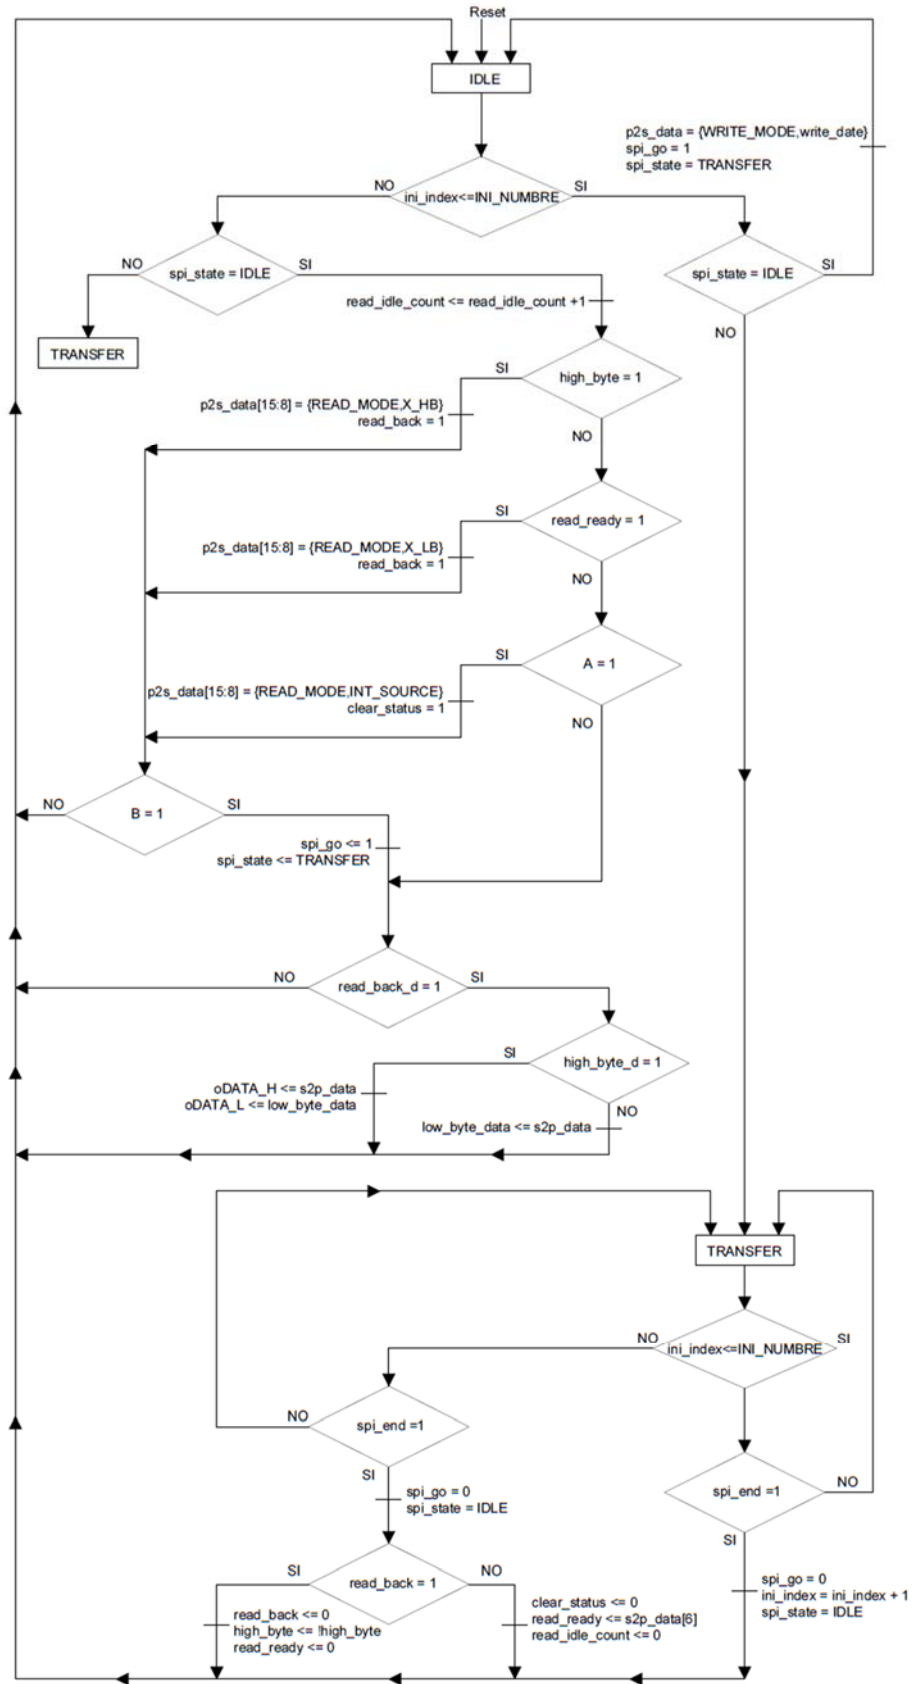 Reset
IDLE
p2s_data = {WRITE_MODE,write_date}
spi_go = 1
spi_state = TRANSFER
NO
ini_index<=INI_NUMBRE
SI
NO
spi_state = IDLE
SI
spi_state = IDLE
SI
read_idle_count <= read_idle_count +1
NO
TRANSFER
SI
high_byte = 1
p2s_data[15:8] = {READ_MODE,X_HB}
read_back = 1
NO
SI
read_ready = 1
p2s_data[15:8] = {READ_MODE,X_LB}
read_back = 1
NO
SI
A = 1
p2s_data[15:8] = {READ_MODE,INT_SOURCE}
clear_status = 1
NO
NO
B = 1
SI
spi_go <= 1
spi_state <= TRANSFER
NO
read_back_d = 1
SI
SI
high_byte_d = 1
oDATA_H <= s2p_data
oDATA_L <= low_byte_data
NO
low_byte_data <= s2p_data
TRANSFER
NO
ini_index<=INI_NUMBRE
SI
NO
spi_end =1
SI
spi_end =1
NO
spi_go = 0
spi_state = IDLE
SI
SI
read_back = 1
NO
spi_go = 0
ini_index = ini_index + 1
spi_state = IDLE
read_back <= 0
high_byte <= !high_byte
read_ready <= 0
clear_status <= 0
read_ready <= s2p_data[6]
read_idle_count <= 0